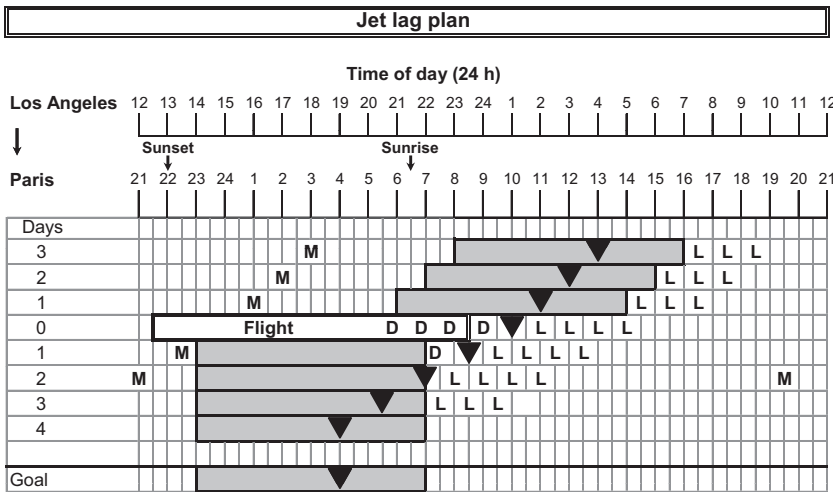 Jet lag plan
Time of day (24 h)
Los Angeles 12 13 14 15 16 17 18 19 20 21 22 23 24 1 2 3 4 5 6 7 8 9 10 11 12
Sunset Sunrise
Paris 21 22 23 24 1 2 3 4 5 6 7 8 9 10 11 12 13 14 15 16 17 18 19 20 21
Days
3 M L L L
2 M L L L
1 M L L L
0 Flight D D D D L L L L
1 M D L L L L
2 M L L L L M
3 L L L
4
Goal